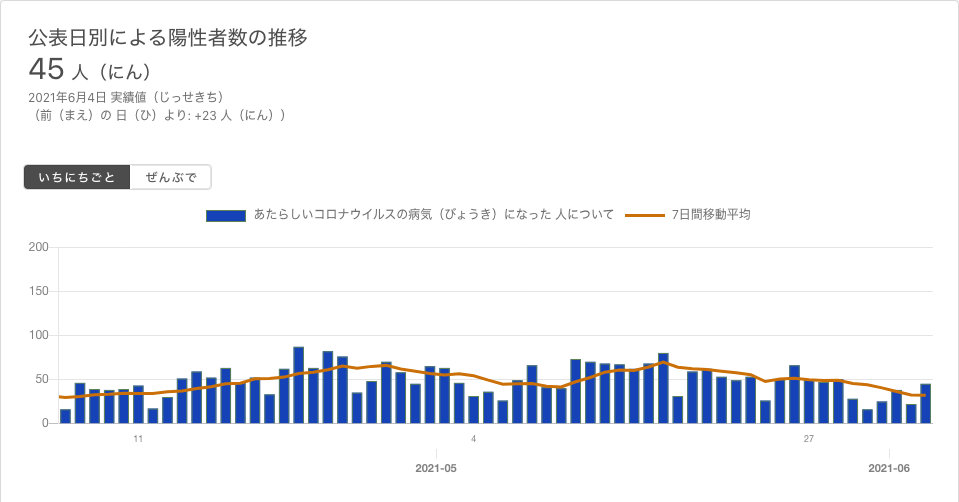 公表日別による陽性者数の推移
45 人（にん）
2021年6月4日 実績値（じっせきち）
（前（まえ）の 日（ひ）より: +23 人（にん））
いちにちごと ぜんぶで
あたらしいコロナウイルスの病気（びょうき）になった 人について 7日間移動平均
200
150
100
50
0
11 4 27
2021-05 2021-06